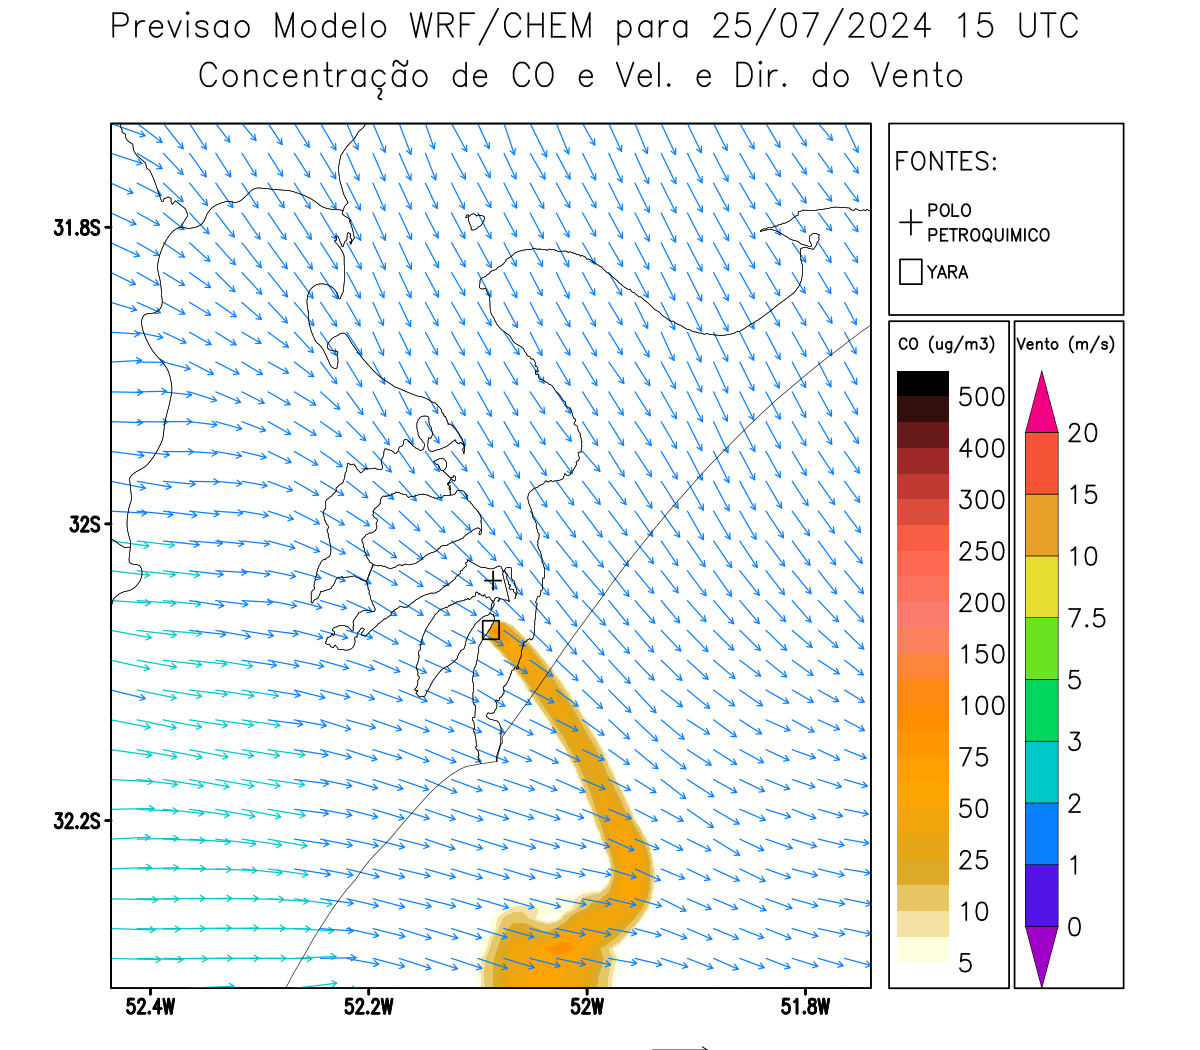 Previsao Modelo WRF/CHEM para 25/07/2024 15 UTC
Concentração de CO e Vel. e Dir. do Vento
FONTES:
POLO
PETROQUIMICO
YARA
CO (ug/m3)
500
400
300
250
200
150
100
75
50
25
10
5
Vento (m/s)
20
15
10
7.5
5
3
2
1
0
31.8S
32S
32.2S
52.4W
52.2W
52W
51.8W